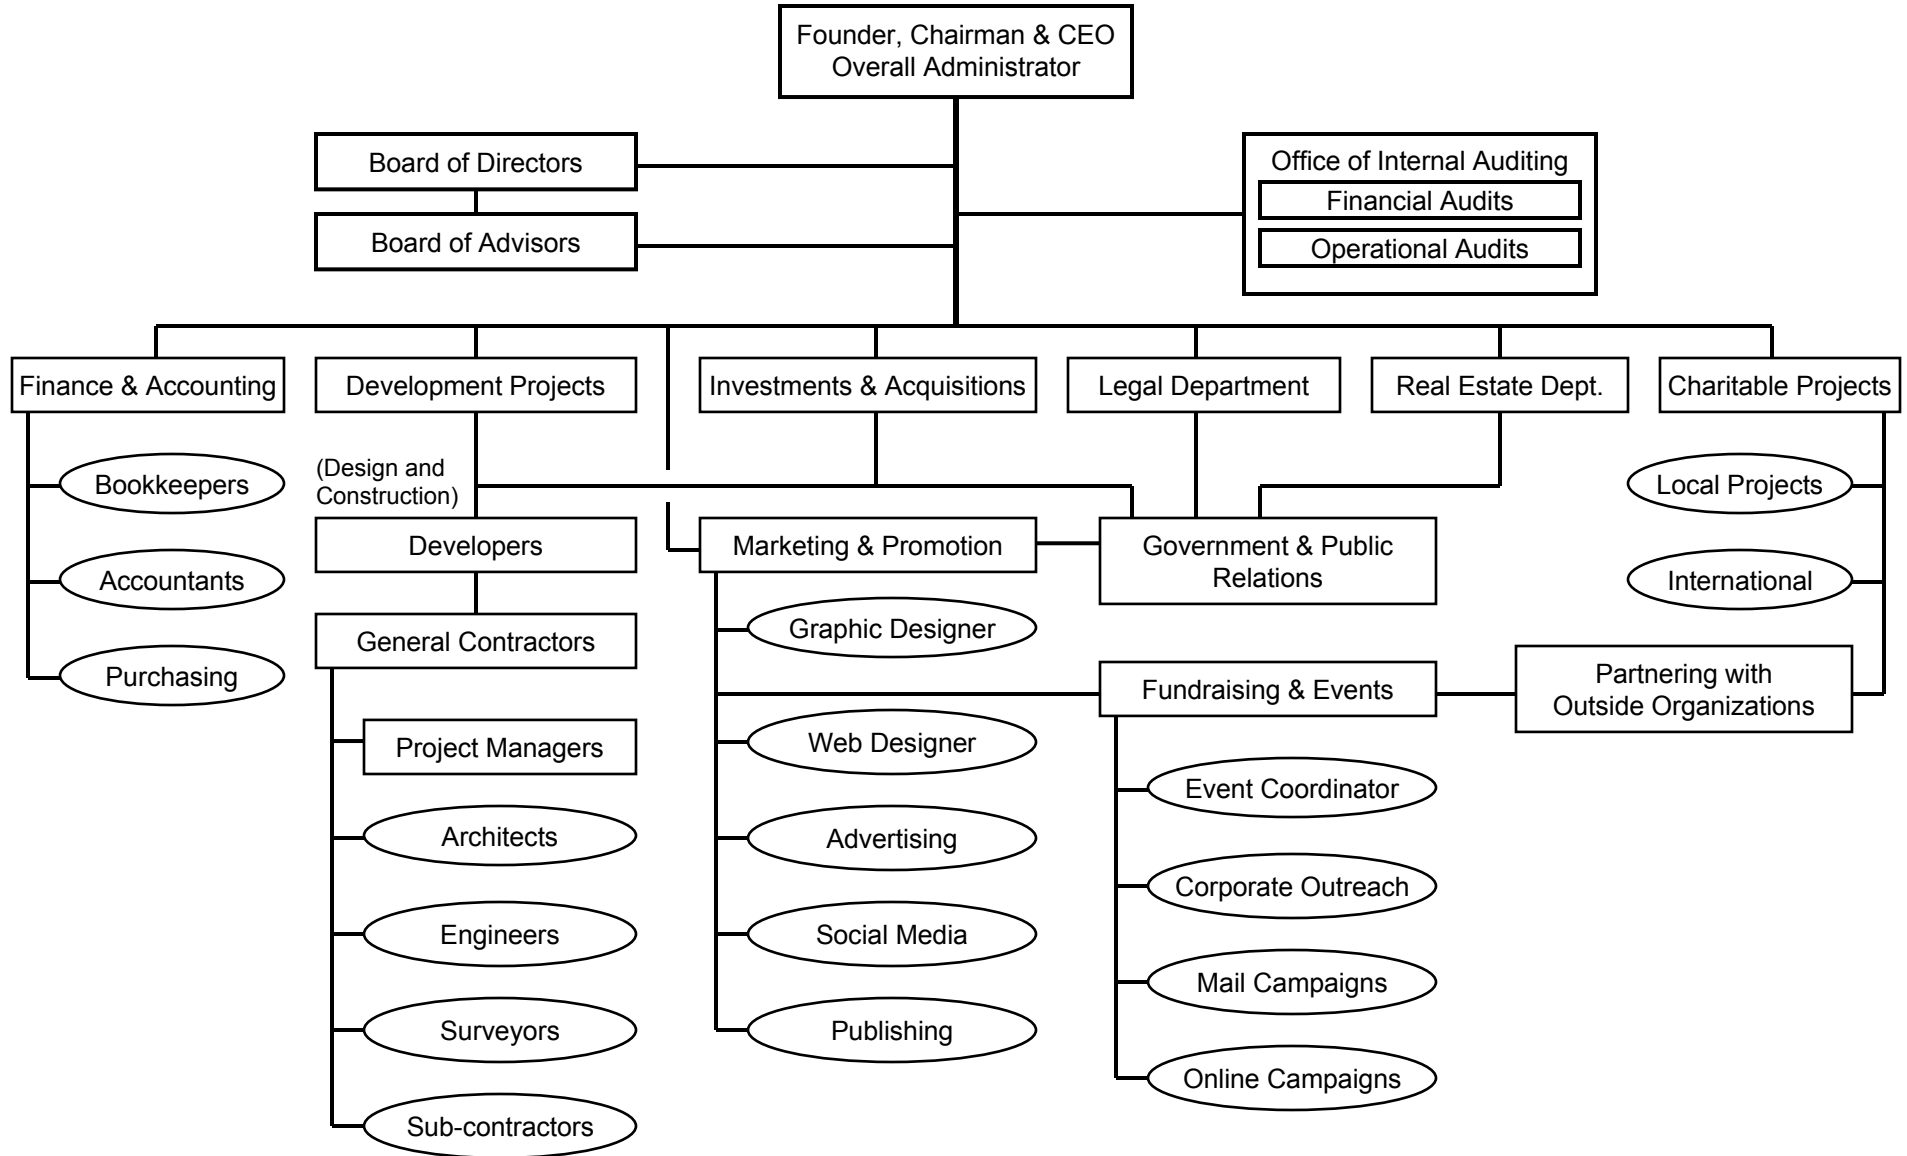 Founder, Chairman & CEO
Overall Administrator
Board of Directors
Board of Advisors
Office of Internal Auditing
Financial Audits
Operational Audits
Finance & Accounting
Development Projects
Investments & Acquisitions
Legal Department
Real Estate Dept.
Charitable Projects
Bookkeepers
Accountants
Purchasing
(Design and
Construction)
Developers
General Contractors
Project Managers
Architects
Engineers
Surveyors
Sub-contractors
Marketing & Promotion
Graphic Designer
Web Designer
Advertising
Social Media
Publishing
Government & Public
Relations
Fundraising & Events
Event Coordinator
Corporate Outreach
Mail Campaigns
Online Campaigns
Local Projects
International
Partnering with
Outside Organizations